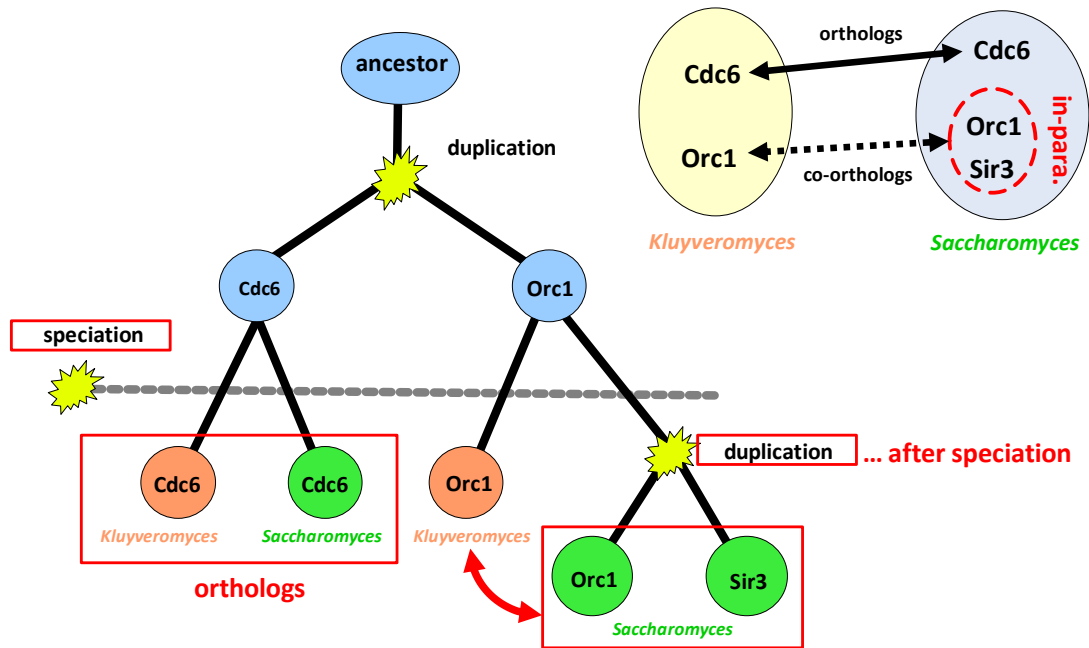 ancestor
duplication
Cdc6
Orc1
speciation
Cdc6
Cdc6
Orc1
duplication
... after speciation
Kluyveromyces
Saccharomyces
Kluyveromyces
orthologs
Orc1
Sir3
Saccharomyces
orthologs
Cdc6
Cdc6
Orc1
Orc1
Sir3
in-para.
co-orthologs
Kluyveromyces
Saccharomyces